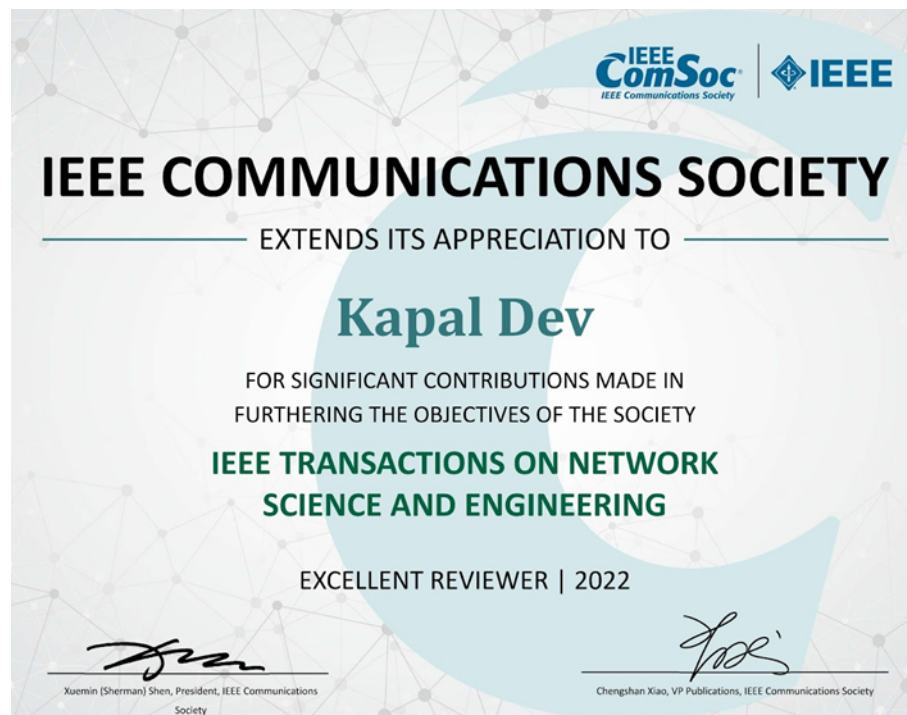 IEEE
ComSoc®
IEEE Communications Society
IEEE
IEEE COMMUNICATIONS SOCIETY
EXTENDS ITS APPRECIATION TO
Kapal Dev
FOR SIGNIFICANT CONTRIBUTIONS MADE IN
FURTHERING THE OBJECTIVES OF THE SOCIETY
IEEE TRANSACTIONS ON NETWORK
SCIENCE AND ENGINEERING
EXCELLENT REVIEWER | 2022
Xuemin (Sherman) Shen, President, IEEE Communications
Society
Chengshan Xiao, VP Publications, IEEE Communications Society